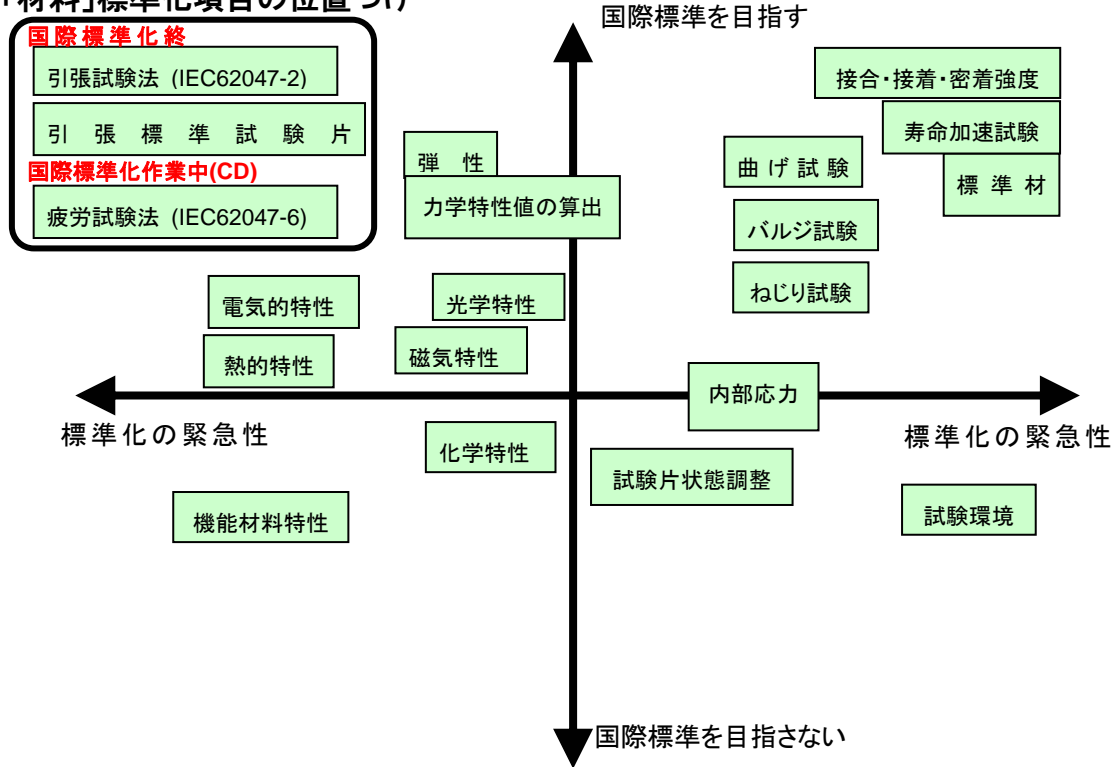 「材料」標準化項目の位置づけ
国際標準を目指す
国際標準化終
引張試験法 (IEC62047-2)
引張標準試験片
国際標準化作業中(CD)
疲労試験法 (IEC62047-6)
接合・接着・密着強度
寿命加速試験
標準材
曲げ試験
バルジ試験
ねじり試験
弾性
力学特性値の算出
電気的特性
光学特性
熱的特性
磁気特性
内部応力
標準化の緊急性
標準化の緊急性
化学特性
試験片状態調整
機能材料特性
試験環境
国際標準を目指さない